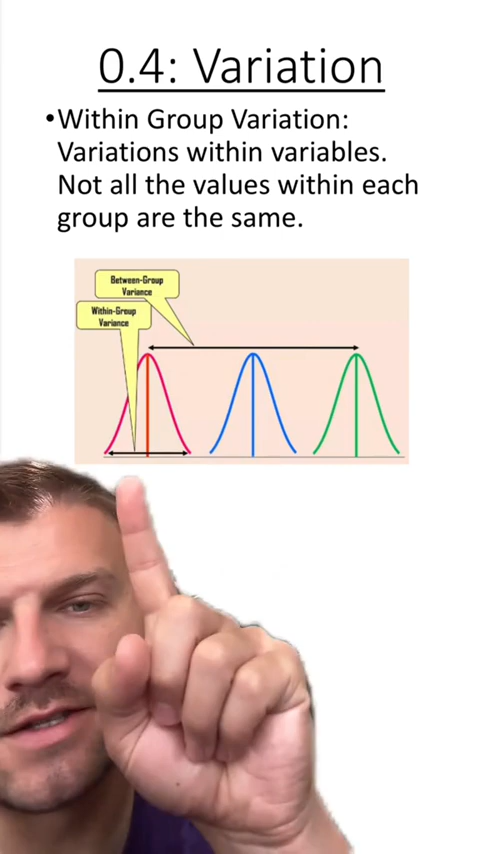 0.4: Variation
•Within Group Variation:
Variations within variables.
Not all the values within each
group are the same.
Between-Group
Variance
Within-Group
Variance